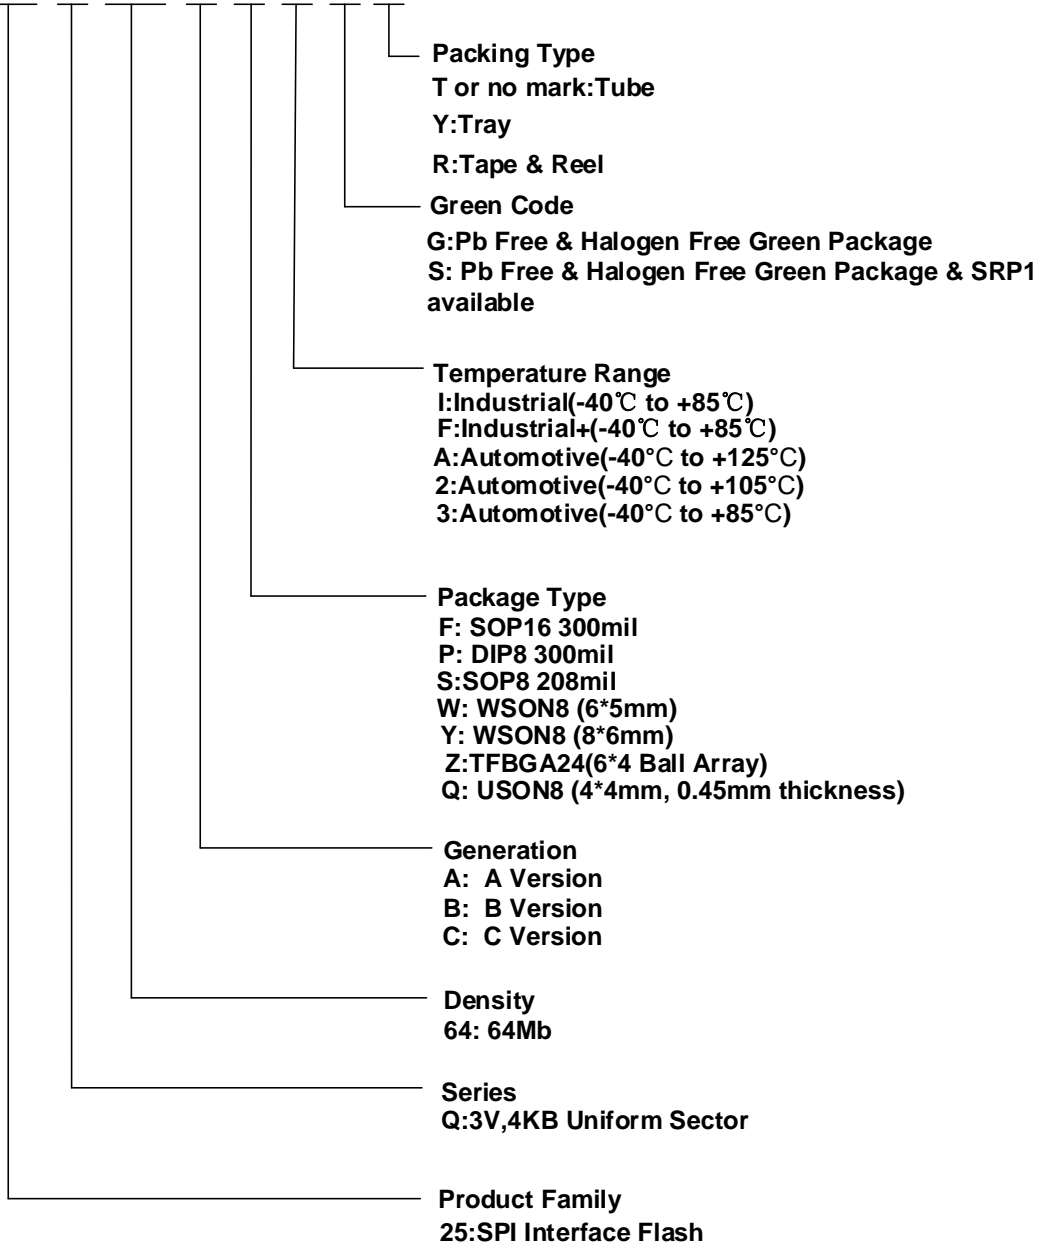 Packing Type
T or no mark:Tube
Y:Tray
R:Tape & Reel
Green Code
G:Pb Free & Halogen Free Green Package
S: Pb Free & Halogen Free Green Package & SRP1
available
Temperature Range
I:Industrial(-40℃ to +85℃)
F:Industrial+(-40℃ to +85℃)
A:Automotive(-40°C to +125°C)
2:Automotive(-40°C to +105°C)
3:Automotive(-40°C to +85°C)
Package Type
F: SOP16 300mil
P: DIP8 300mil
S:SOP8 208mil
W: WSON8 (6*5mm)
Y: WSON8 (8*6mm)
Z:TFBGA24(6*4 Ball Array)
Q: USON8 (4*4mm, 0.45mm thickness)
Generation
A: A Version
B: B Version
C: C Version
Density
64: 64Mb
Series
Q:3V,4KB Uniform Sector
Product Family
25:SPI Interface Flash